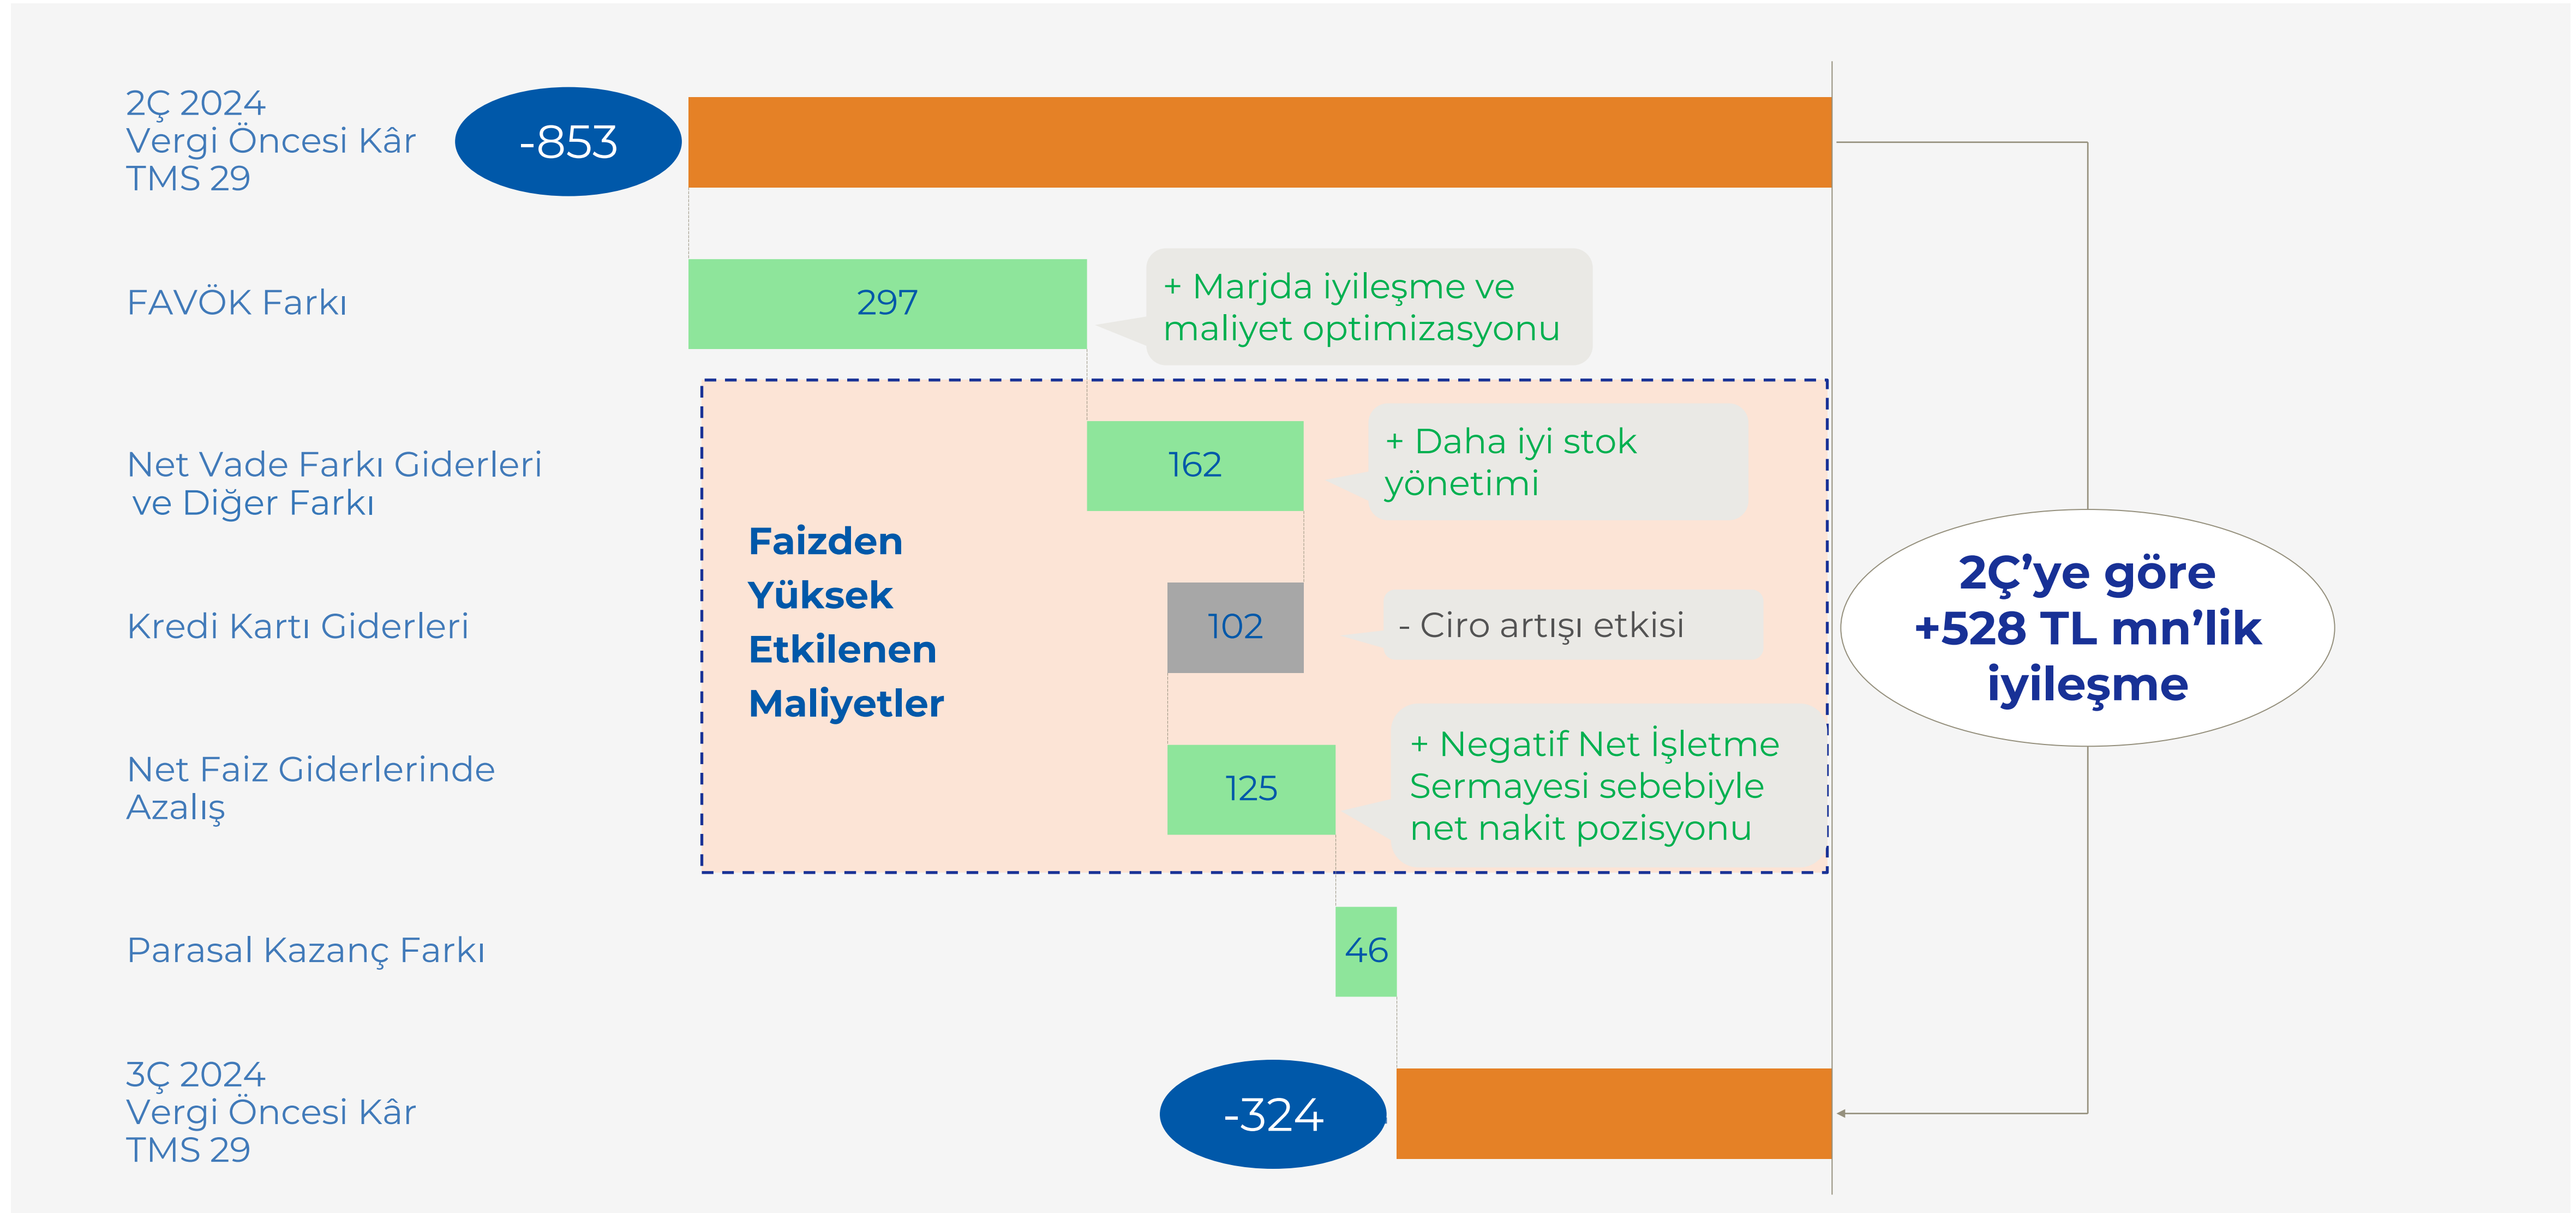 2Ç 2024
Vergi Öncesi Kâr
TMS 29
-853
FAVÖK Farkı
297
+ Marjda iyileşme ve
maliyet optimizasyonu
Net Vade Farkı Giderleri
ve Diğer Farkı
162
+ Daha iyi stok
yönetimi
Faizden
Yüksek
Etkilenen
Maliyetler
Kredi Kartı Giderleri
102
- Ciro artışı etkisi
2Ç’ye göre
+528 TL mn’lik
iyileşme
Net Faiz Giderlerinde
Azalış
125
+ Negatif Net İşletme
Sermayesi sebebiyle
net nakit pozisyonu
Parasal Kazanç Farkı
46
3Ç 2024
Vergi Öncesi Kâr
TMS 29
-324